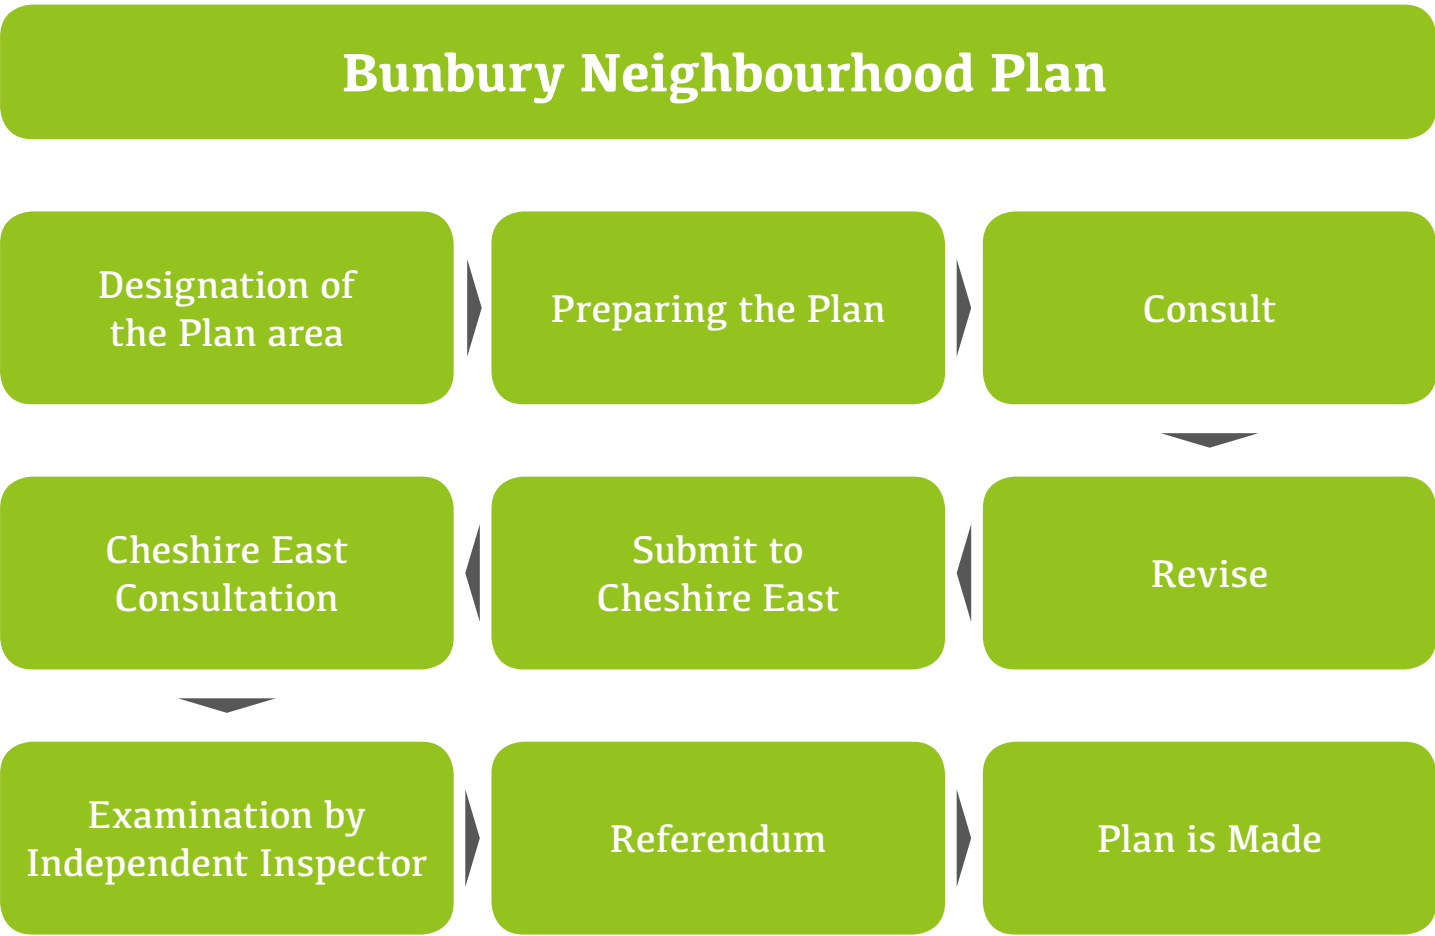 Bunbury Neighbourhood Plan
Designation of
the Plan area
Preparing the Plan
Consult
Revise
Submit to
Cheshire East
Cheshire East
Consultation
Examination by
Independent Inspector
Referendum
Plan is Made